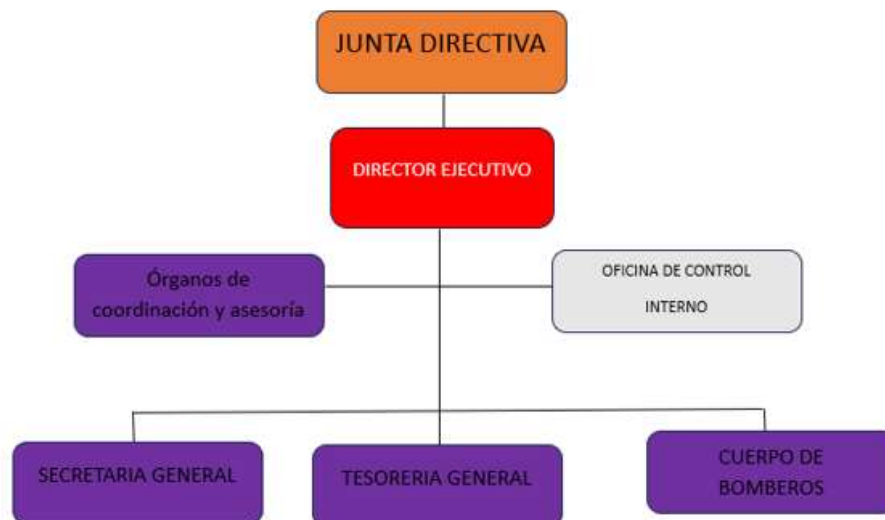 JUNTA DIRECTIVA
DIRECTOR EJECUTIVO
Órganos de
coordinación y asesoría
OFICINA DE CONTROL
INTERNO
SECRETARIA GENERAL
TESORERIA GENERAL
CUERPO DE
BOMBEROS